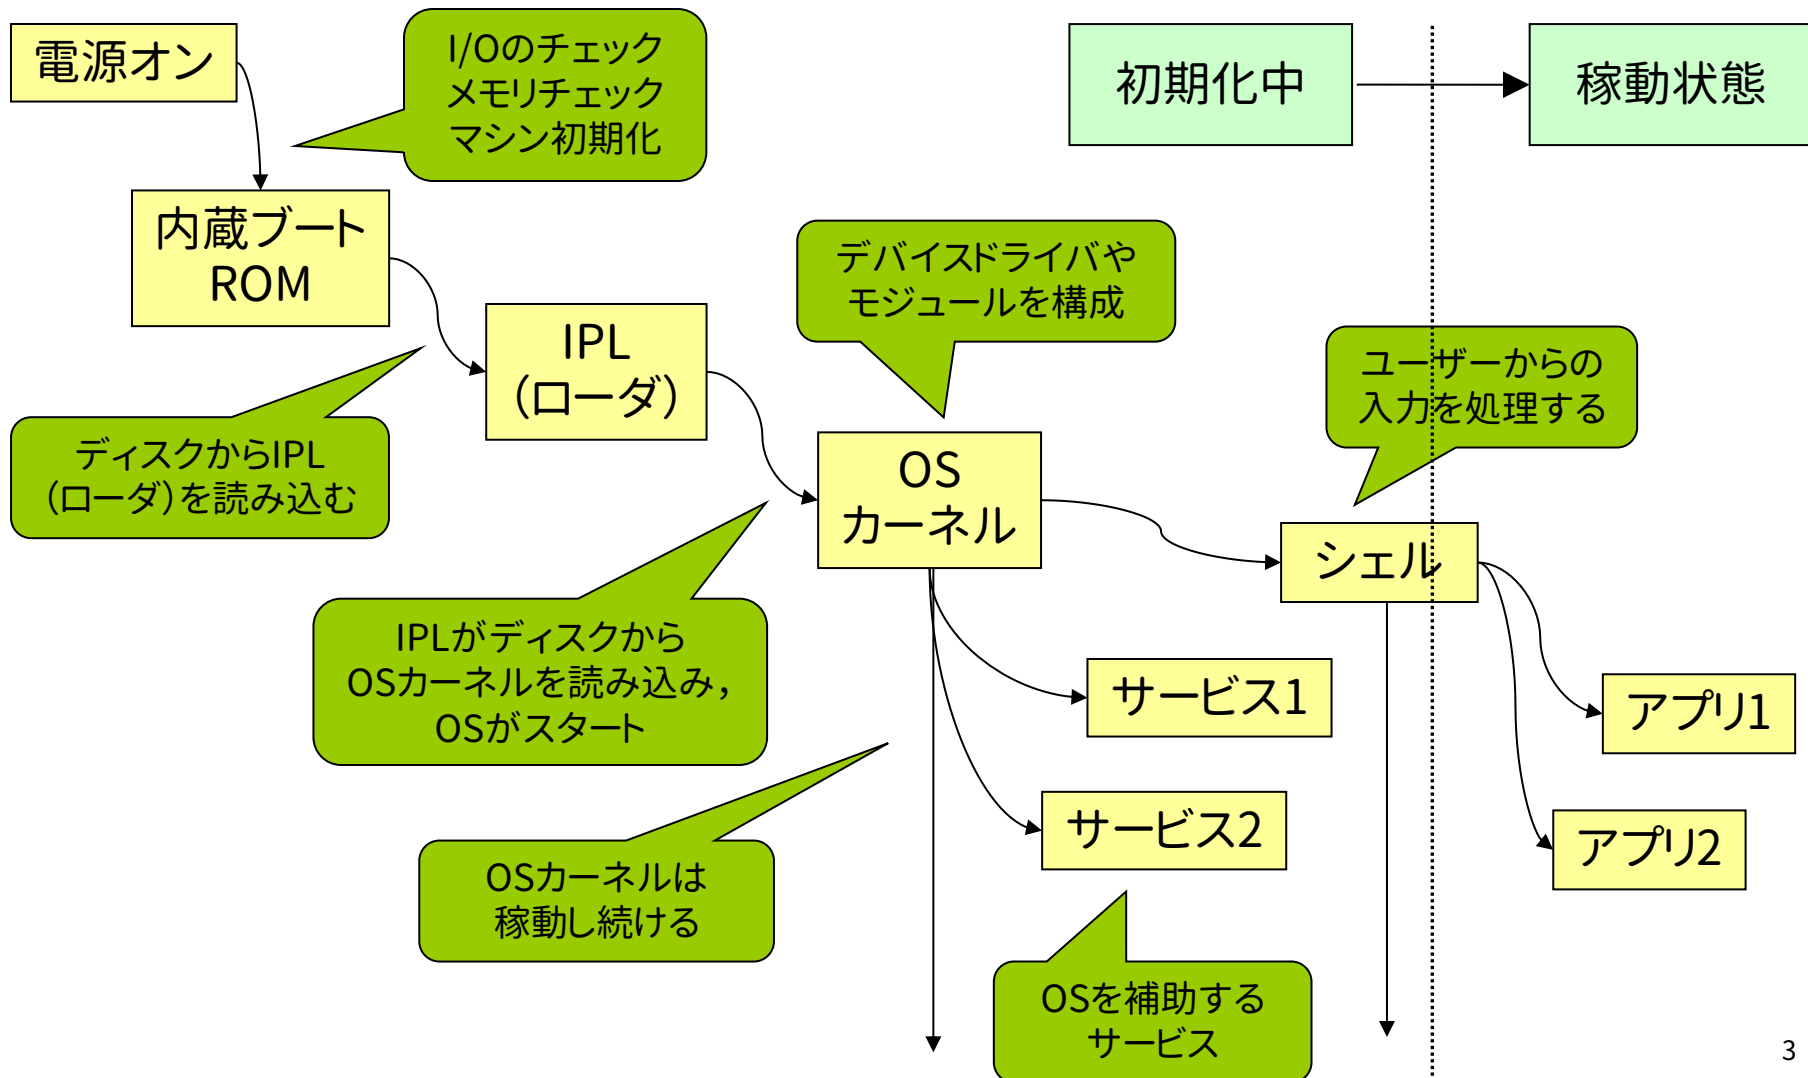 電源オン
I/Oのチェック
メモリチェック
マシン初期化
初期化中
稼動状態
内蔵ブート
ROM
デバイスドライバや
モジュールを構成
IPL
（ローダ）
ユーザーからの
入力を処理する
ディスクからIPL
（ローダ）を読み込む
OS
カーネル
シェル
IPLがディスクから
OSカーネルを読み込み，
OSがスタート
サービス1
アプリ1
サービス2
アプリ2
OSカーネルは
稼動し続ける
OSを補助する
サービス
3